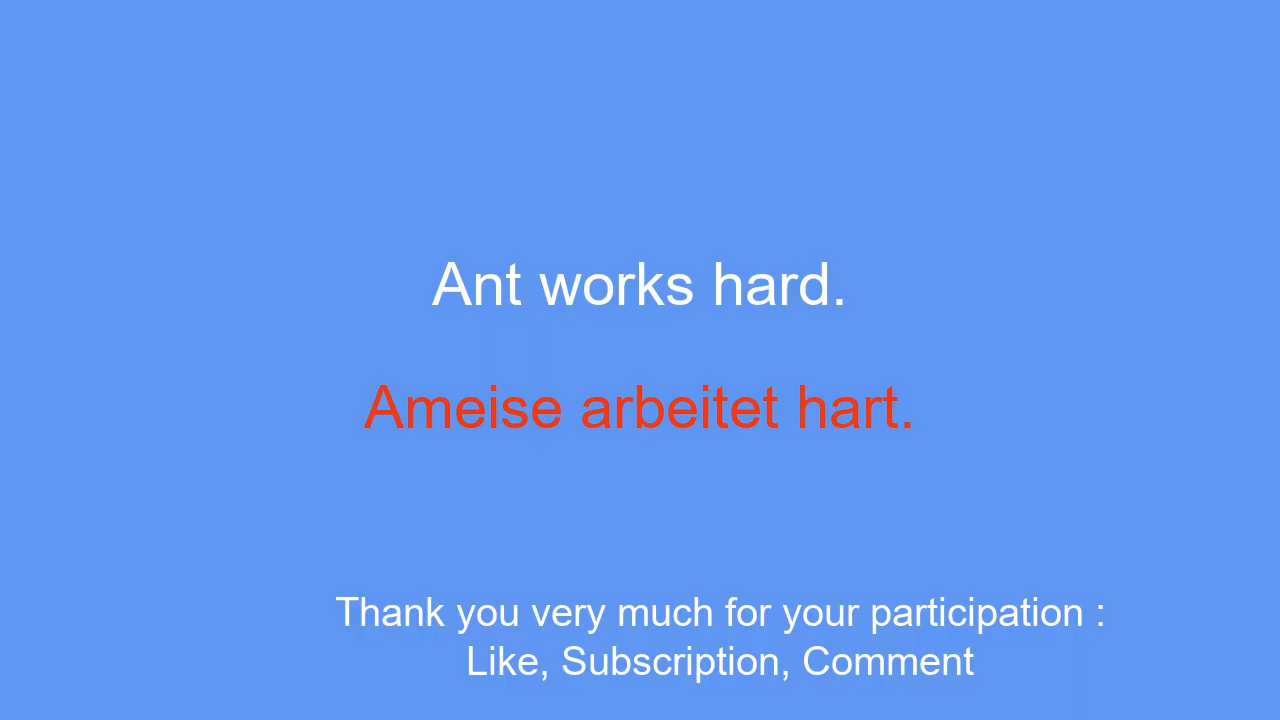 Ant works hard.
Ameise arbeitet hart.
Thank you very much for your participation :
Like, Subscription, Comment